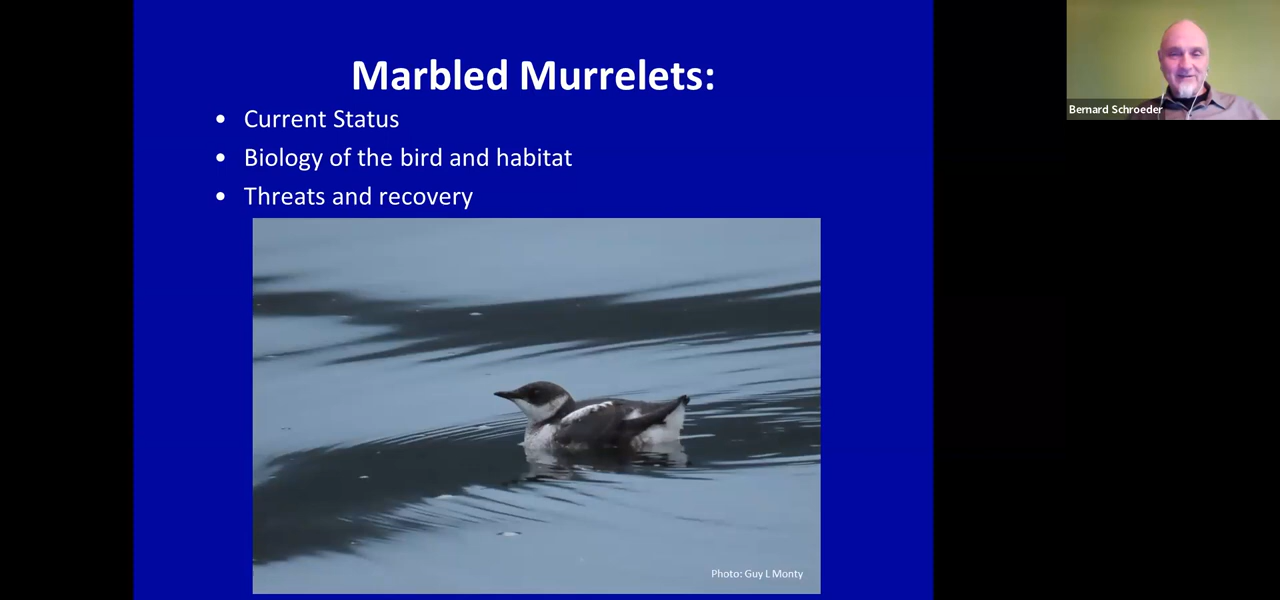 Marbled Murrelets:
• Current Status
• Biology of the bird and habitat
• Threats and recovery
Photo: Guy L Monty
Bernard Schroeder